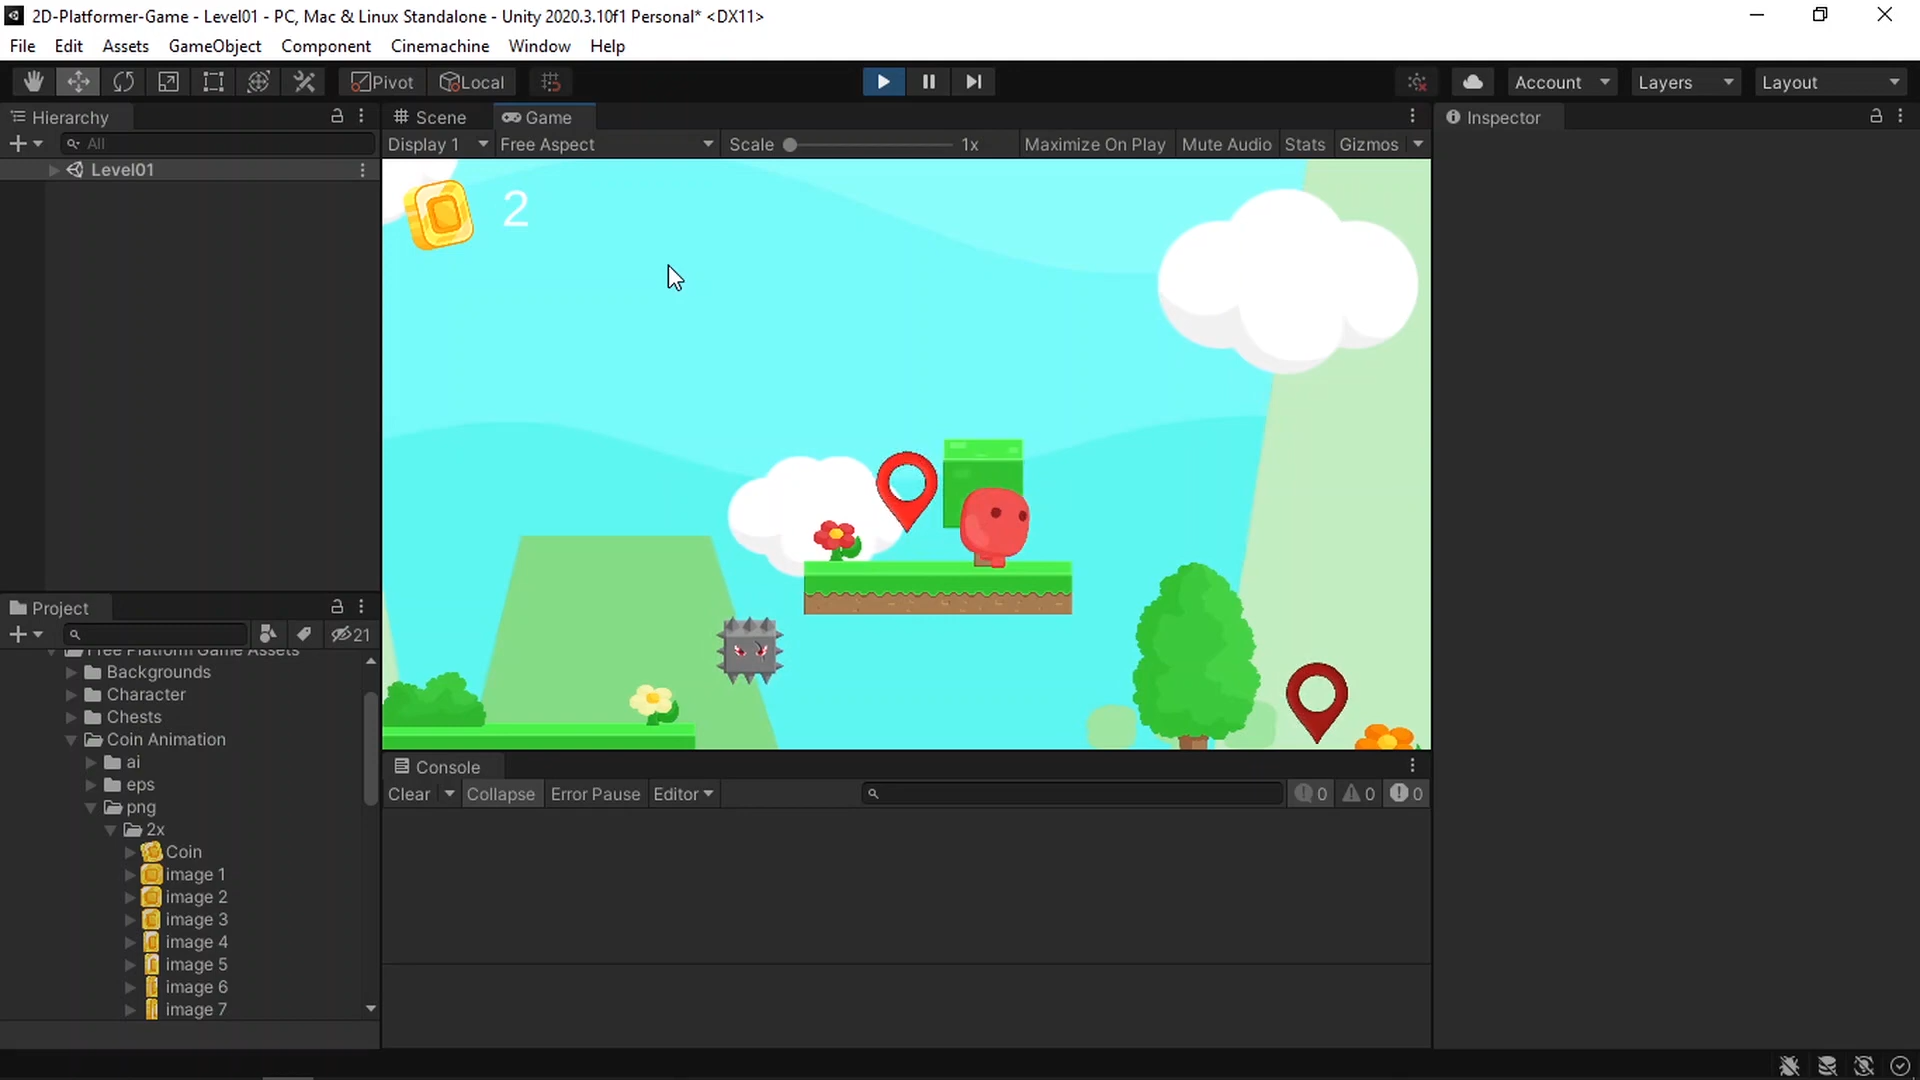 2D-Platformer-Game - Level01 - PC, Mac & Linux Standalone - Unity 2020.3.10f1 Personal* <DX11>
File Edit Assets GameObject Component Cinemachine Window Help
Pivot Local Account Layers Layout
Hierarchy Scene Game Inspector
All Display 1 Free Aspect Scale 1x Maximize On Play Mute Audio Stats Gizmos
Level01
2
Project
21
Free Platform Game Assets
Backgrounds
Character
Chests
Coin Animation
ai
eps
png
2x
Coin
image 1
image 2
image 3
image 4
image 5
image 6
image 7
Console
Clear Collapse Error Pause Editor 0 0 0